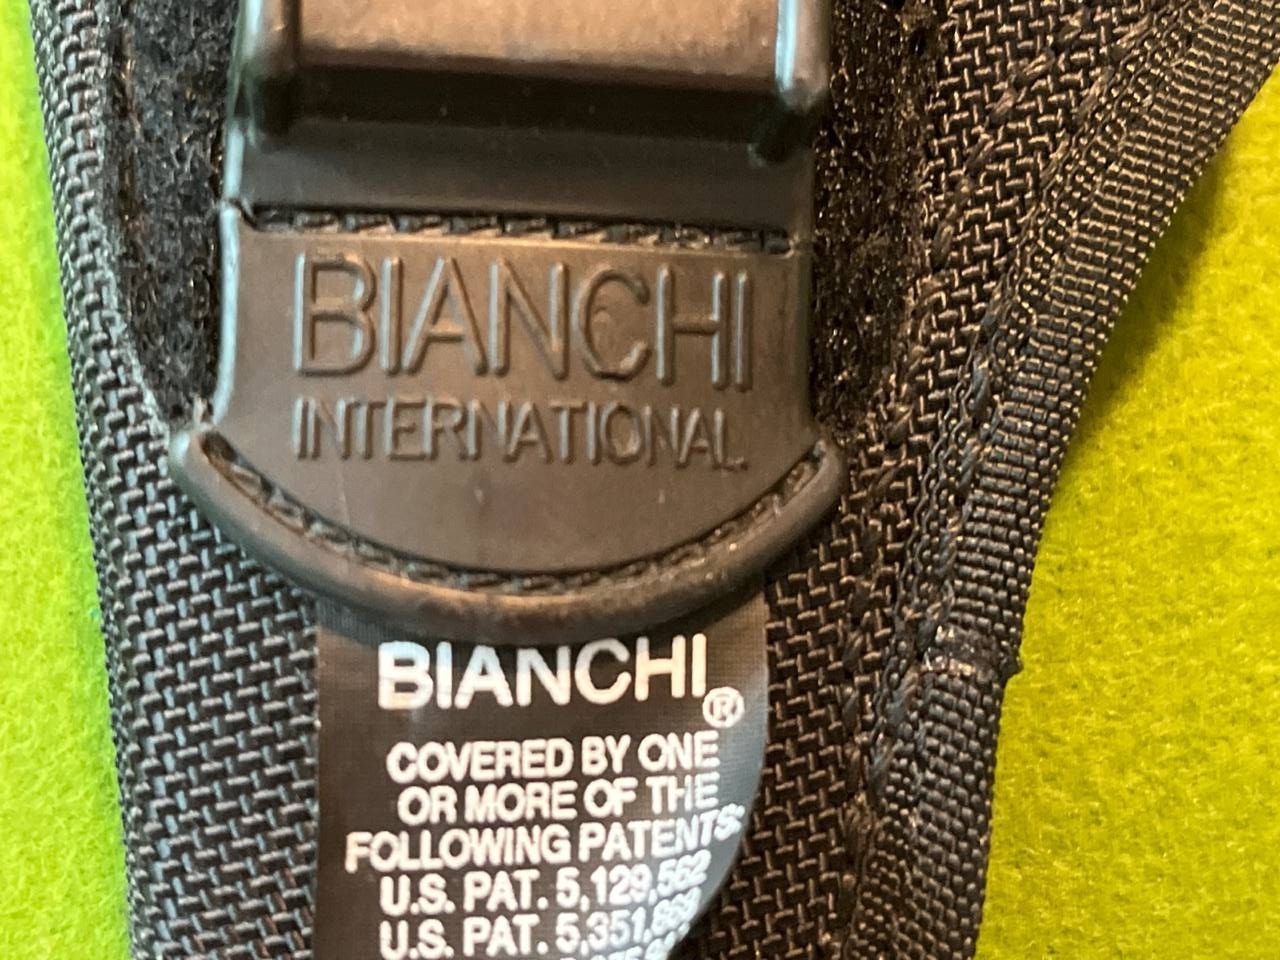 BIANCHI
INTERNATIONAL
BIANCHI®
COVERED BY ONE
OR MORE OF THE
FOLLOWING PATENTS:
U.S. PAT. 5,129,562
U.S. PAT. 5,351,868